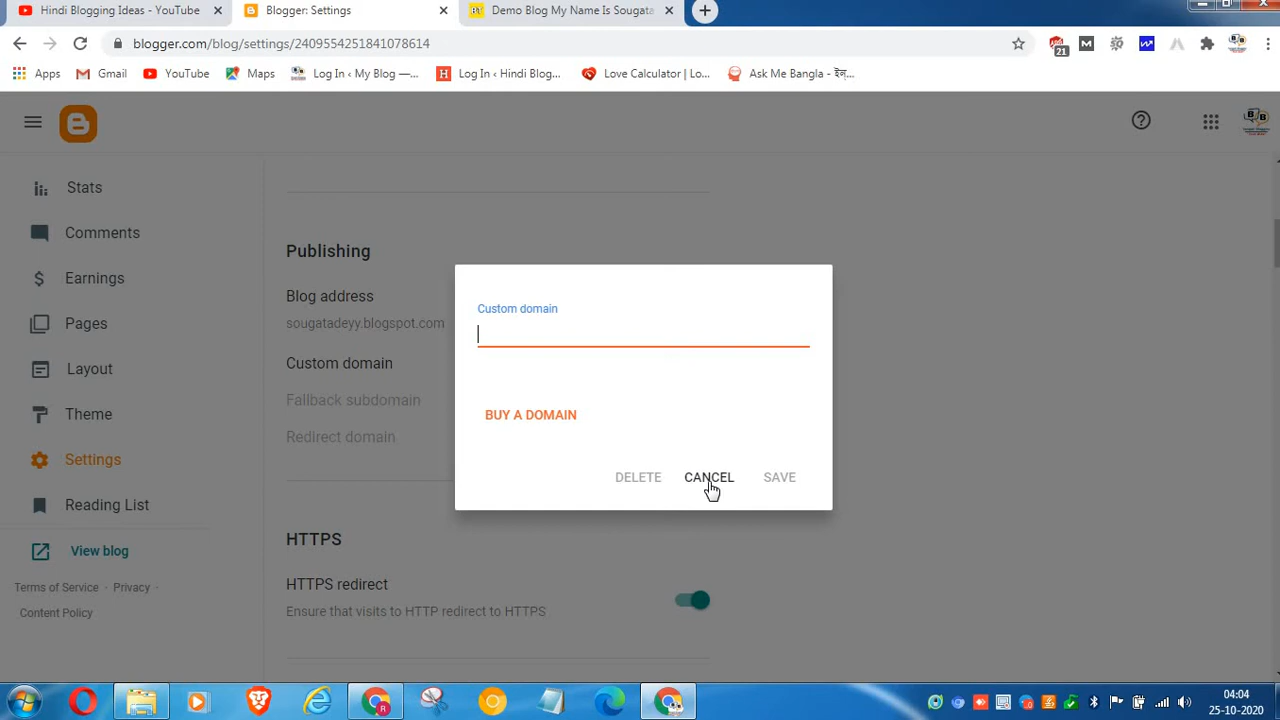 Hindi Blogging Ideas - YouTube
Blogger: Settings
Demo Blog My Name Is Sougata
blogger.com/blog/settings/2409554251841078614
21
Apps
Gmail
YouTube
Maps
Log In ‹ My Blog —...
Log In ‹ Hindi Blog...
Love Calculator | Lo...
Ask Me Bangla - ইন...
Stats
Comments
Earnings
Pages
Layout
Theme
Settings
Reading List
View blog
Terms of Service · Privacy ·
Content Policy
Publishing
Blog address
sougatadeyy.blogspot.com
Custom domain
Fallback subdomain
Redirect domain
HTTPS
HTTPS redirect
Ensure that visits to HTTP redirect to HTTPS
Custom domain
BUY A DOMAIN
DELETE
CANCEL
SAVE
04:04
25-10-2020